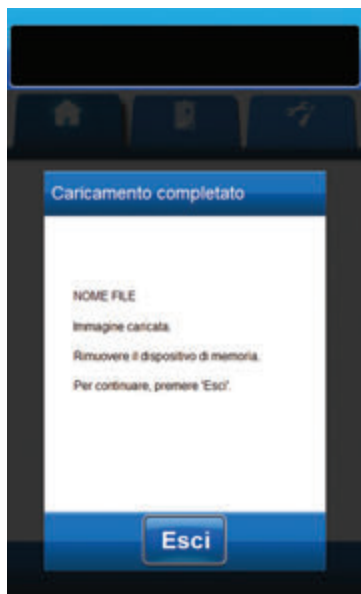 Caricamento completato
NOME FILE
Immagine caricata.
Rimuovere il dispositivo di memoria.
Per continuare, premere 'Esci'.
Esci